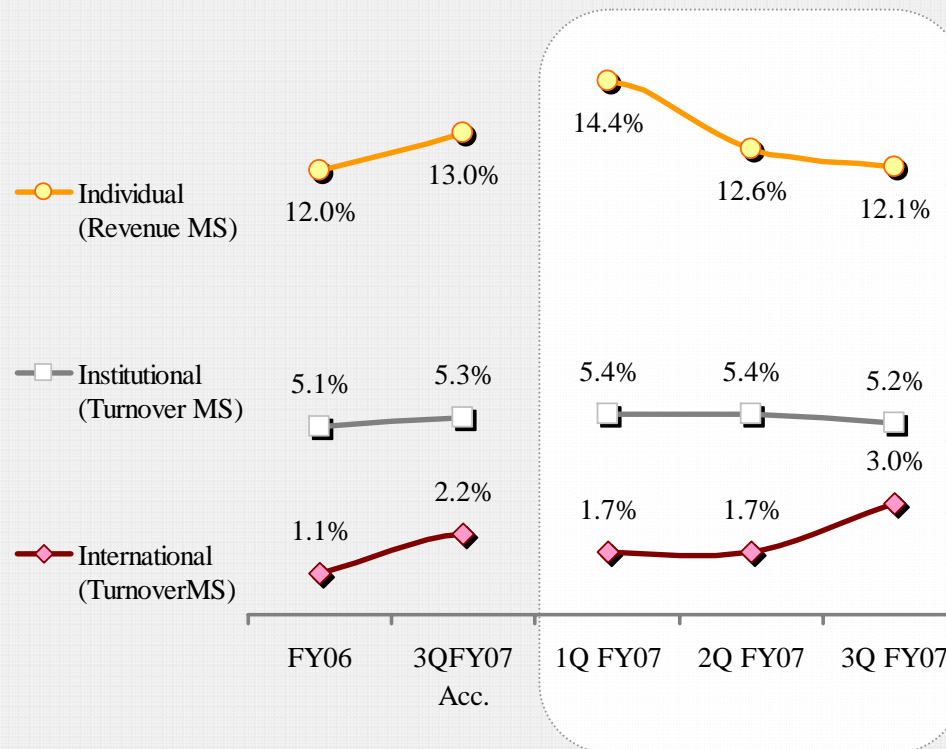 Individual
(Revenue MS)
12.0%
13.0%
14.4%
12.6%
12.1%
Institutional
(Turnover MS)
5.1%
5.3%
5.4%
5.4%
5.2%
International
(TurnoverMS)
1.1%
2.2%
1.7%
1.7%
3.0%
FY06
3QFY07
Acc.
1Q FY07
2Q FY07
3Q FY07